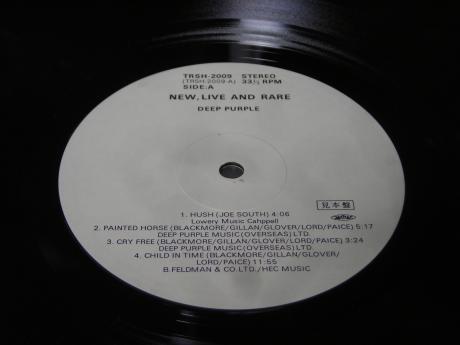 TRSH-2009 STEREO
(TRSH-2009-A) 33⅓ RPM
SIDE:A
NEW, LIVE AND RARE
DEEP PURPLE
見本盤
1. HUSH (JOE SOUTH) 4:06
Lowery Music Cahppell
2. PAINTED HORSE (BLACKMORE/GILLAN/GLOVER/LORD/PAICE) 5:17
DEEP PURPLE MUSIC (OVERSEAS) LTD.
3. CRY FREE (BLACKMORE/GILLAN/GLOVER/LORD/PAICE) 3:24
DEEP PURPLE MUSIC (OVERSEAS) LTD.
4. CHILD IN TIME (BLACKMORE/GILLAN/GLOVER/
LORD/PAICE) 11:55
B.FELDMAN & CO. LTD./HEC MUSIC